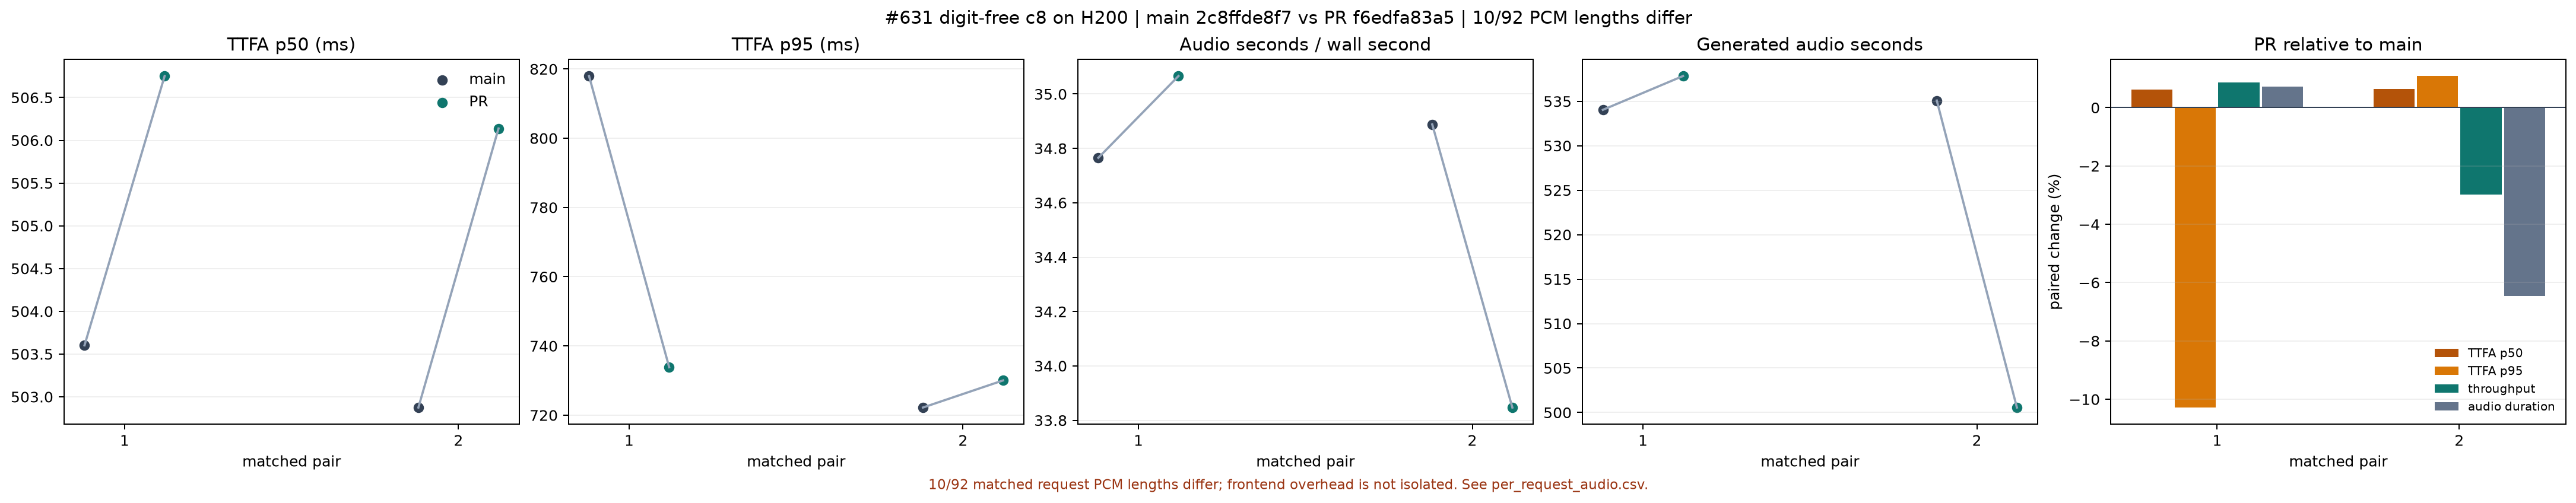 #631 digit-free c8 on H200 | main 2c8ffde8f7 vs PR f6edfa83a5 | 10/92 PCM lengths differ
TTFA p50 (ms)
506.5
506.0
505.5
505.0
504.5
504.0
503.5
503.0
main
PR
1
2
matched pair
TTFA p95 (ms)
820
800
780
760
740
720
1
2
matched pair
Audio seconds / wall second
35.0
34.8
34.6
34.4
34.2
34.0
33.8
1
2
matched pair
Generated audio seconds
535
530
525
520
515
510
505
500
1
2
matched pair
PR relative to main
paired change (%)
0
−2
−4
−6
−8
−10
TTFA p50
TTFA p95
throughput
audio duration
1
2
matched pair
10/92 matched request PCM lengths differ; frontend overhead is not isolated. See per_request_audio.csv.